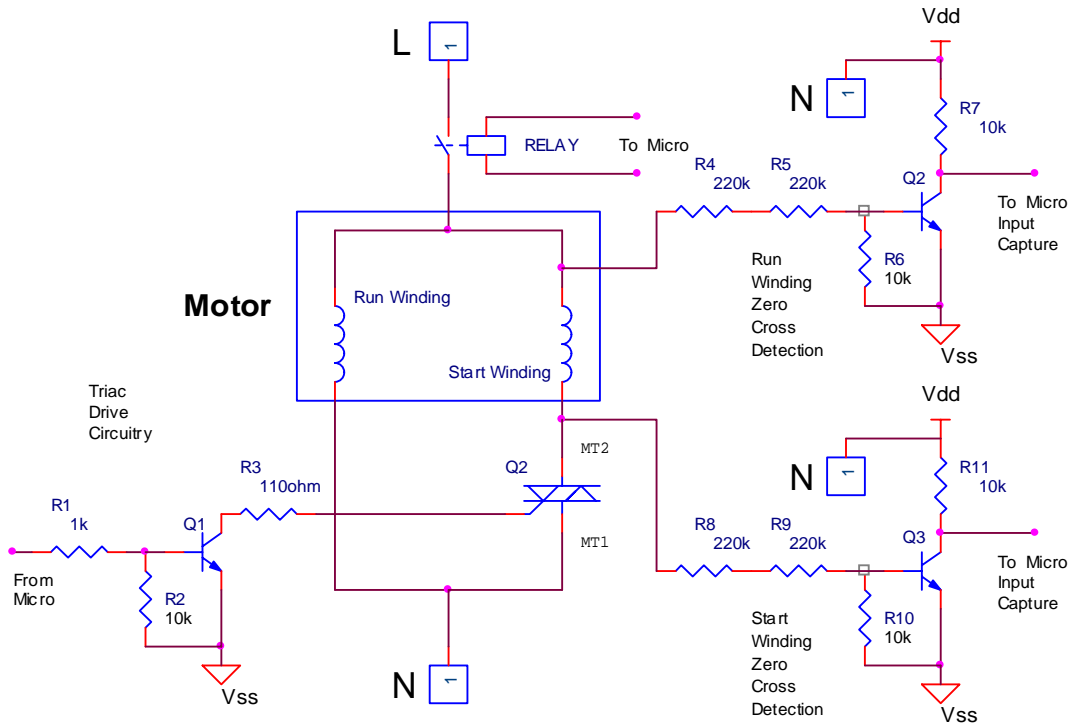 L
1
RELAY
To Micro
Motor
Run Winding
Start Winding
Triac
Drive
Circuitry
R1
1k
From
Micro
R2
10k
Q1
Vss
R3
110ohm
Q2
MT2
MT1
N
1
Vdd
N
1
R7
10k
R4
220k
R5
220k
Q2
To Micro
Input
Capture
R6
10k
Run
Winding
Zero
Cross
Detection
Vss
Vdd
N
1
R11
10k
R8
220k
R9
220k
Q3
To Micro
Input
Capture
R10
10k
Start
Winding
Zero
Cross
Detection
Vss